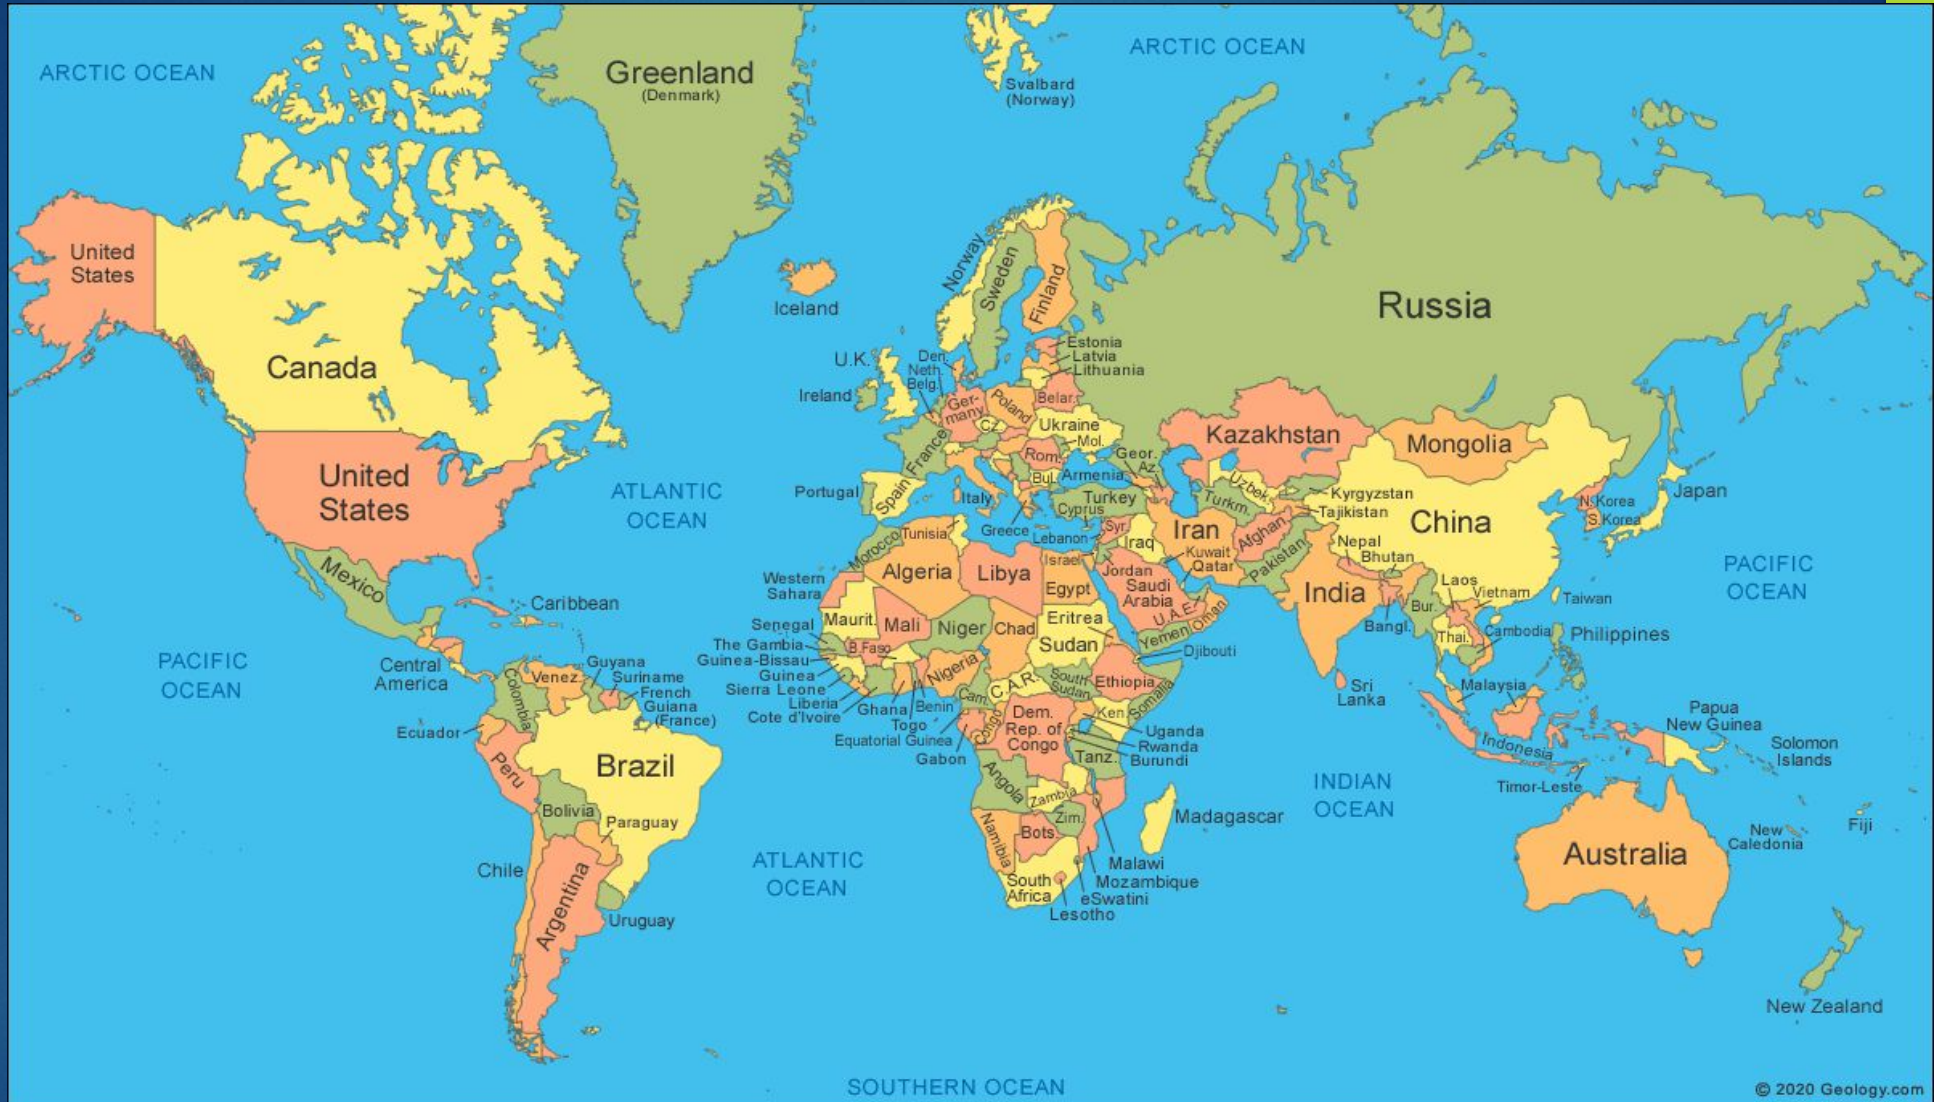 ARCTIC OCEAN
Greenland
(Denmark)
Svalbard
(Norway)
ARCTIC OCEAN
United
States
Canada
Iceland
Norway
Sweden
Finland
Russia
Estonia
Latvia
Lithuania
U.K.
Ireland
Den.
Neth.
Belg.
Ger-
many
Poland
Belar.
Cz.
Ukraine
Mol.
France
Rom.
Bul.
Geor.
Az.
Armenia
Kazakhstan
Mongolia
United
States
ATLANTIC
OCEAN
Portugal
Spain
Italy
Greece
Turkey
Cyprus
Lebanon
Syr.
Israel
Iraq
Iran
Turkm.
Uzbek.
Kyrgyzstan
Tajikistan
Afghan.
Pakistan
China
N. Korea
S. Korea
Japan
Mexico
Western
Sahara
Morocco
Tunisia
Algeria
Libya
Egypt
Jordan
Saudi
Arabia
Kuwait
Qatar
U.A.E.
Oman
Yemen
Nepal
Bhutan
India
Bangl.
Bur.
Laos
Vietnam
Thai.
Cambodia
Taiwan
Philippines
PACIFIC
OCEAN
Caribbean
Central
America
PACIFIC
OCEAN
Senegal
The Gambia
Guinea-Bissau
Guinea
Sierra Leone
Liberia
Cote d'Ivoire
Ghana
Togo
Benin
Equatorial Guinea
Gabon
Maurit.
Mali
B.Faso
Niger
Nigeria
Chad
Eritrea
Sudan
Djibouti
Ethiopia
Somalia
South
Sudan
C.A.R.
Cam.
Congo
Dem.
Rep. of
Congo
Ken.
Uganda
Rwanda
Burundi
Tanz.
Sri
Lanka
Malaysia
Indonesia
Papua
New Guinea
Solomon
Islands
Timor-Leste
Guyana
Suriname
French
Guiana
(France)
Venez.
Colombia
Ecuador
Peru
Brazil
Bolivia
Paraguay
Chile
Argentina
Uruguay
ATLANTIC
OCEAN
Angola
Zambia
Zim.
Namibia
Bots.
South
Africa
Malawi
Mozambique
eSwatini
Lesotho
Madagascar
INDIAN
OCEAN
Australia
New
Caledonia
Fiji
New Zealand
SOUTHERN OCEAN
© 2020 Geology.com